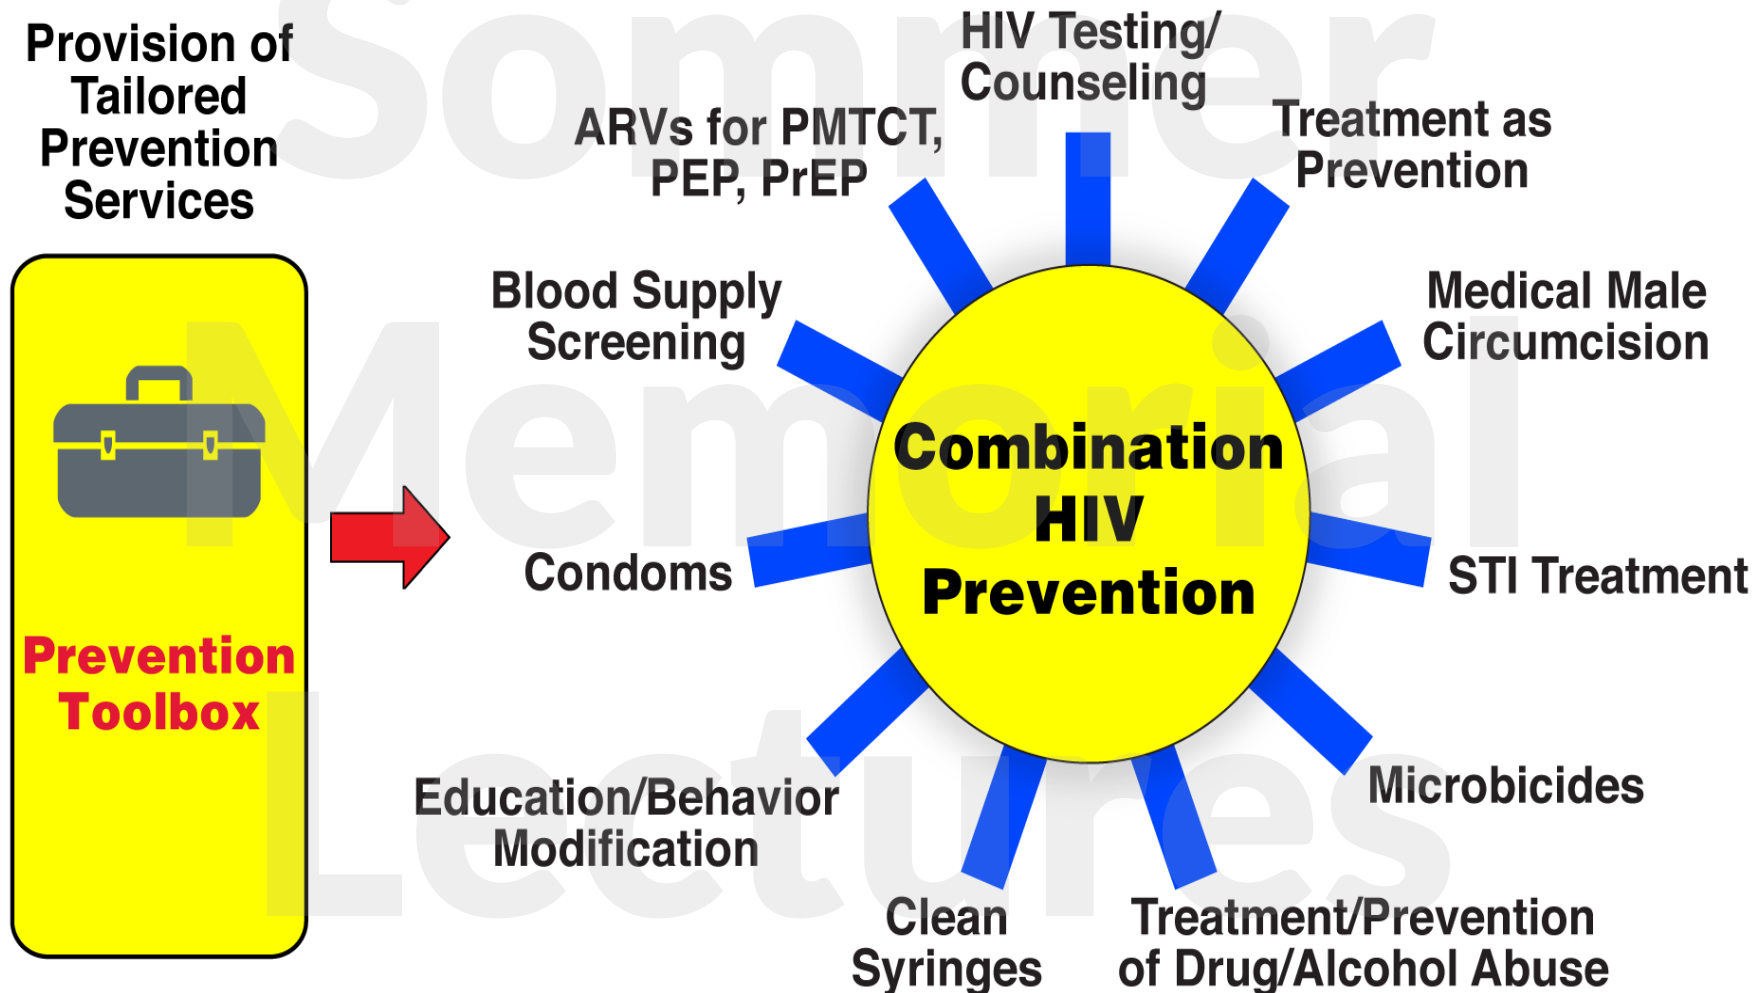 Provision of
Tailored
Prevention
Services
Prevention
Toolbox
HIV Testing/
Counseling
Treatment as
Prevention
Medical Male
Circumcision
STI Treatment
Microbicides
Treatment/Prevention
of Drug/Alcohol Abuse
Clean
Syringes
Education/Behavior
Modification
Condoms
Blood Supply
Screening
ARVs for PMTCT,
PEP, PrEP
Combination
HIV
Prevention
Sommer
Memorial
Lectures